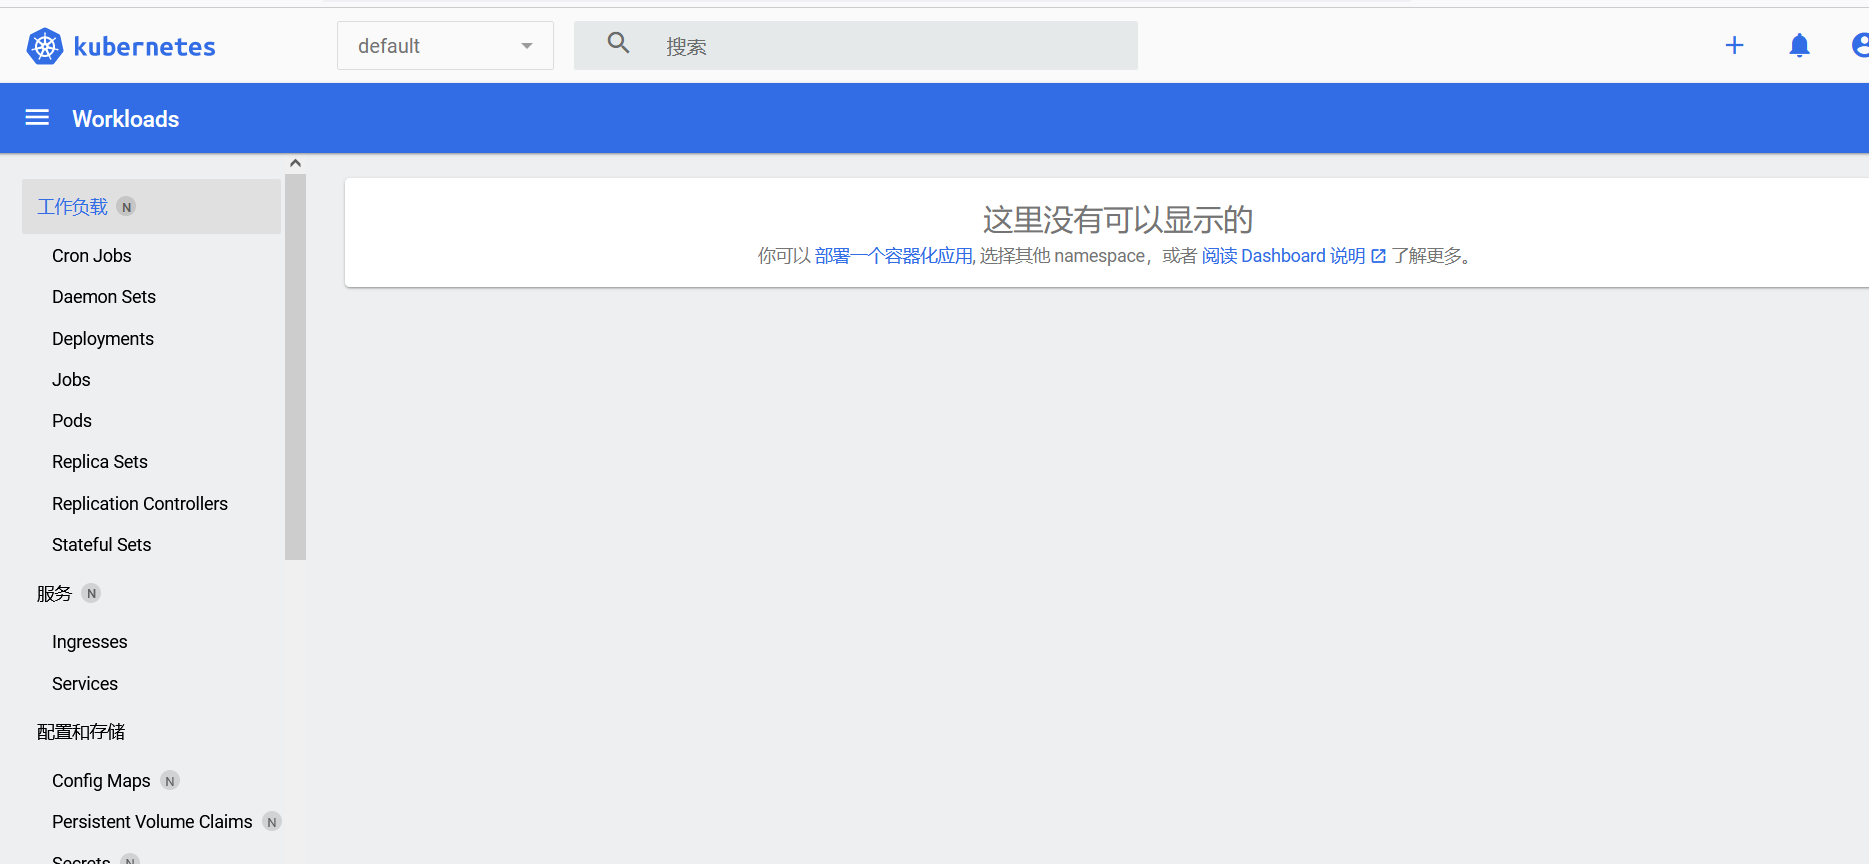 kubernetes
default
搜索
Workloads
工作负载 N
Cron Jobs
Daemon Sets
Deployments
Jobs
Pods
Replica Sets
Replication Controllers
Stateful Sets
服务 N
Ingresses
Services
配置和存储
Config Maps N
Persistent Volume Claims N
Secrets N
这里没有可以显示的
你可以 部署一个容器化应用, 选择其他 namespace，或者 阅读 Dashboard 说明 了解更多。